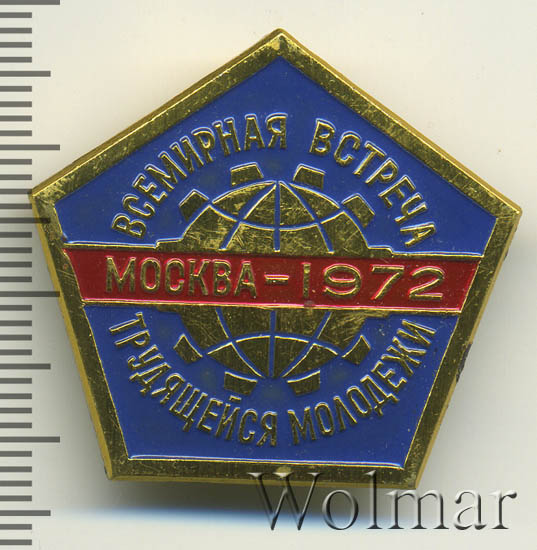 ВСЕМИРНАЯ ВСТРЕЧА
МОСКВА - 1972
ТРУДЯЩЕЙСЯ МОЛОДЕЖИ
Wolmar